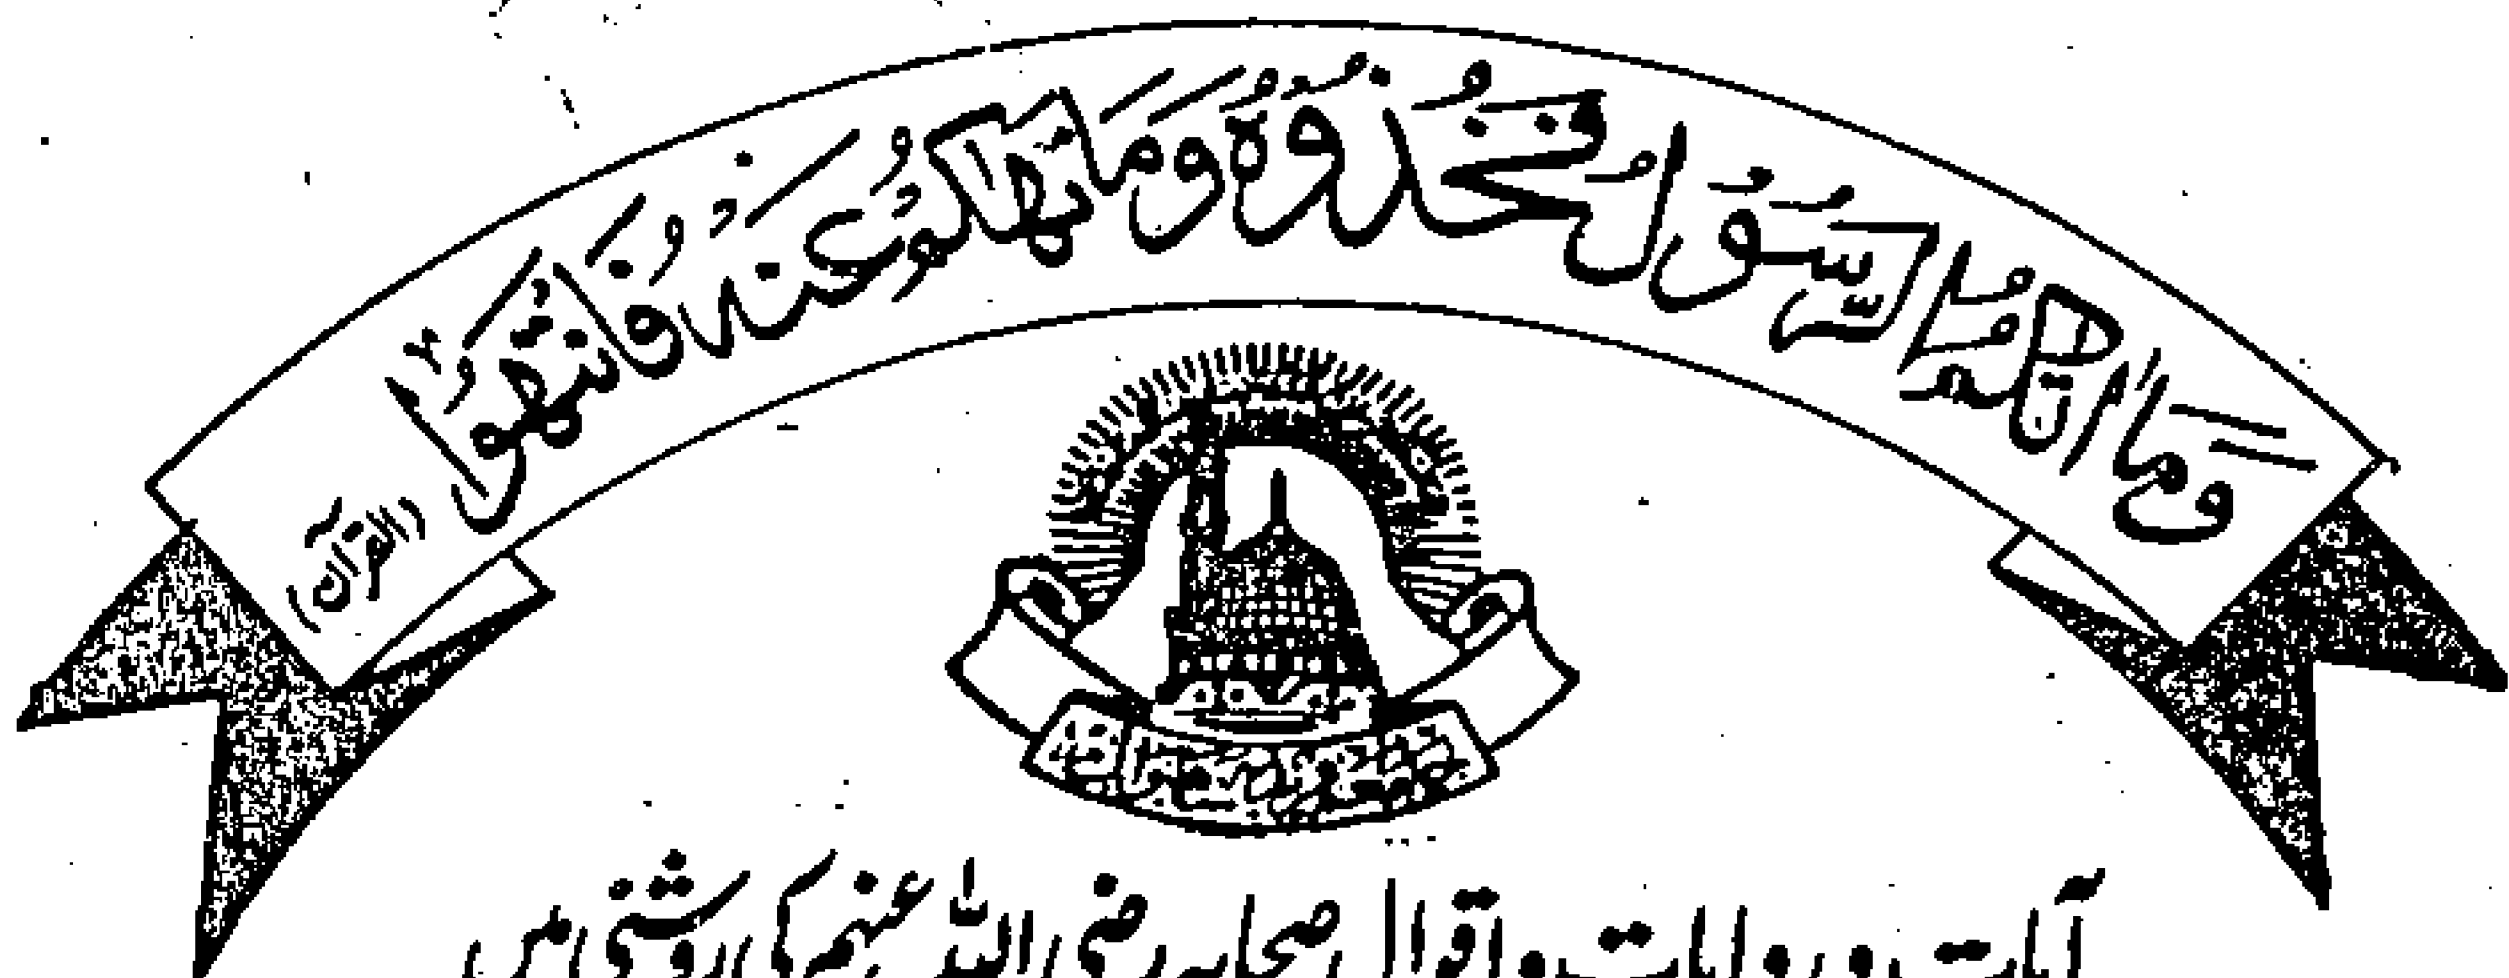 وَمَآ اٰتٰىكُمُ الرَّسُوْلُ فَخُذُوْهُ وَمَا نَهٰىكُمْ عَنْهُ فَانْتَهُوْا
(القرآن)
آیات و روایات و اقوال صحابہ رضی اللہ عنہم کی روشنی میں